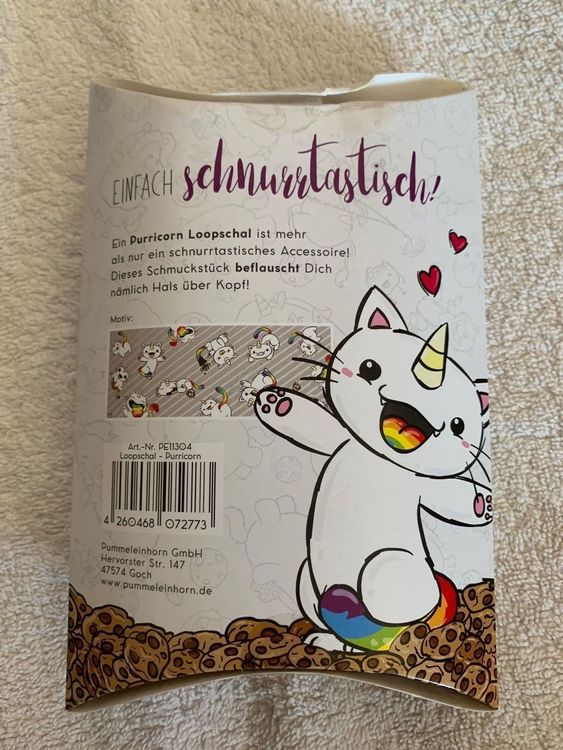 EINFACH schnurrtastisch!
Ein Purricorn Loopschal ist mehr
als nur ein schnurrtastisches Accessoire!
Dieses Schmuckstück beflauscht Dich
nämlich Hals über Kopf!
Motiv:
Art.-Nr. PE11304
Loopschal - Purricorn
4 260468 072773
Pummeleinhorn GmbH
Hervorster Str. 147
47574 Goch
www.pummeleinhorn.de